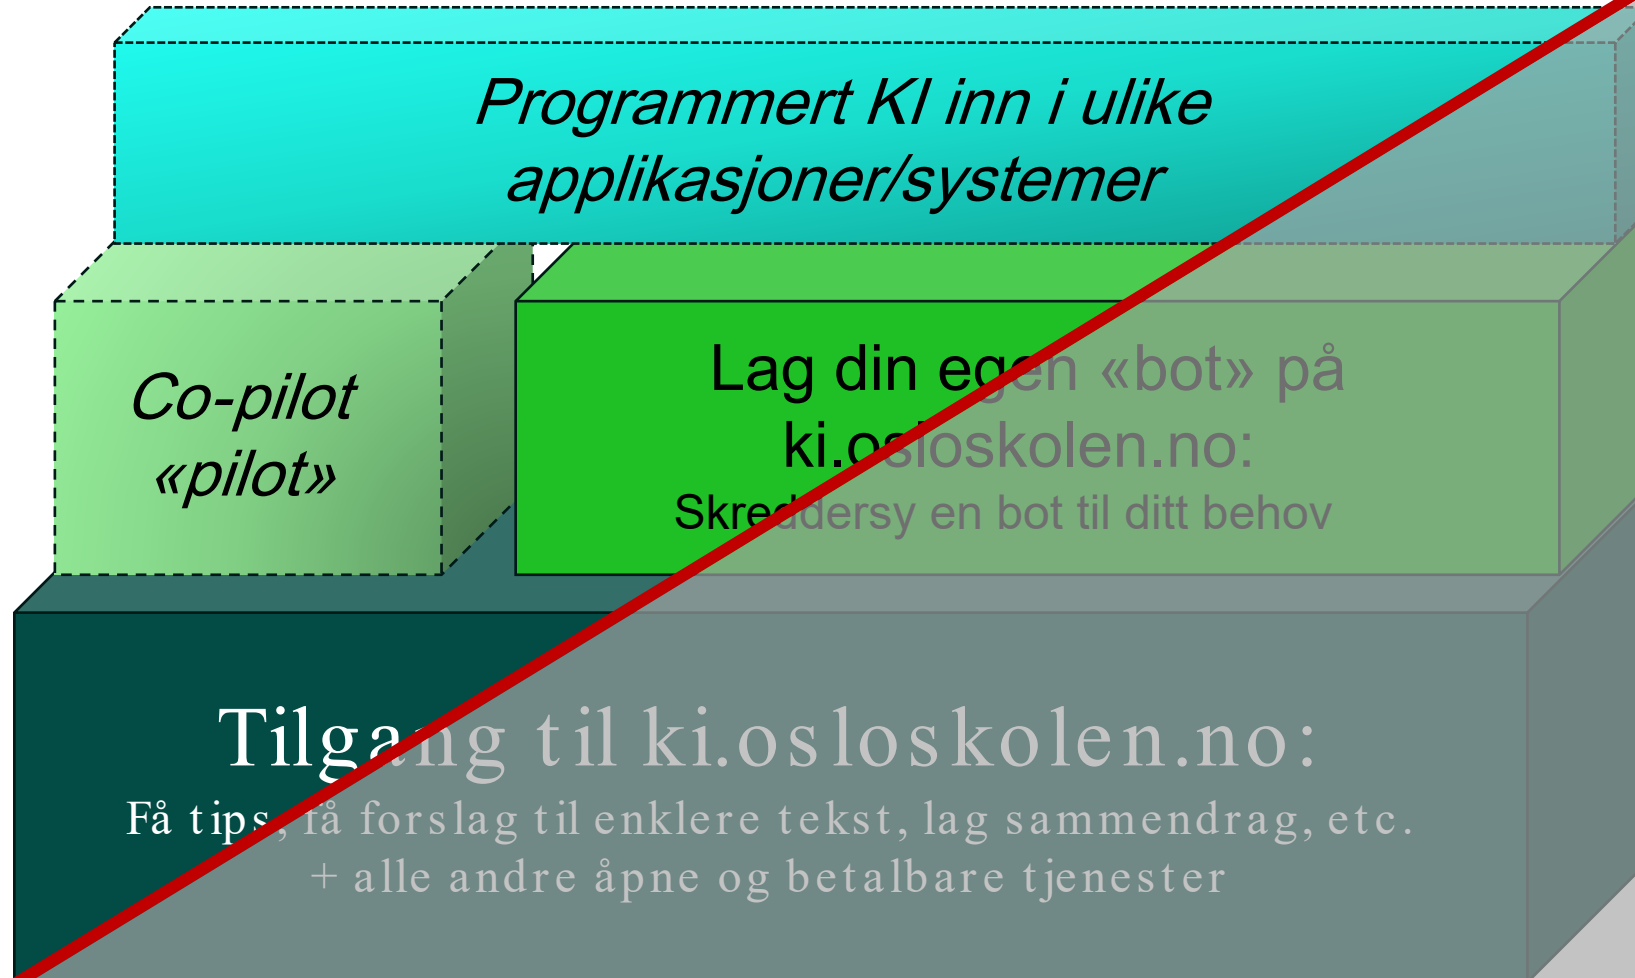 Programmert KI inn i ulike
applikasjoner/systemer
Co-pilot
«pilot»
Lag din egen «bot» på
ki.osloskolen.no:
Skreddersy en bot til ditt behov
Tilgang til ki.osloskolen.no:
Få tips, få forslag til enklere tekst, lag sammendrag, etc.
+ alle andre åpne og betalbare tjenester